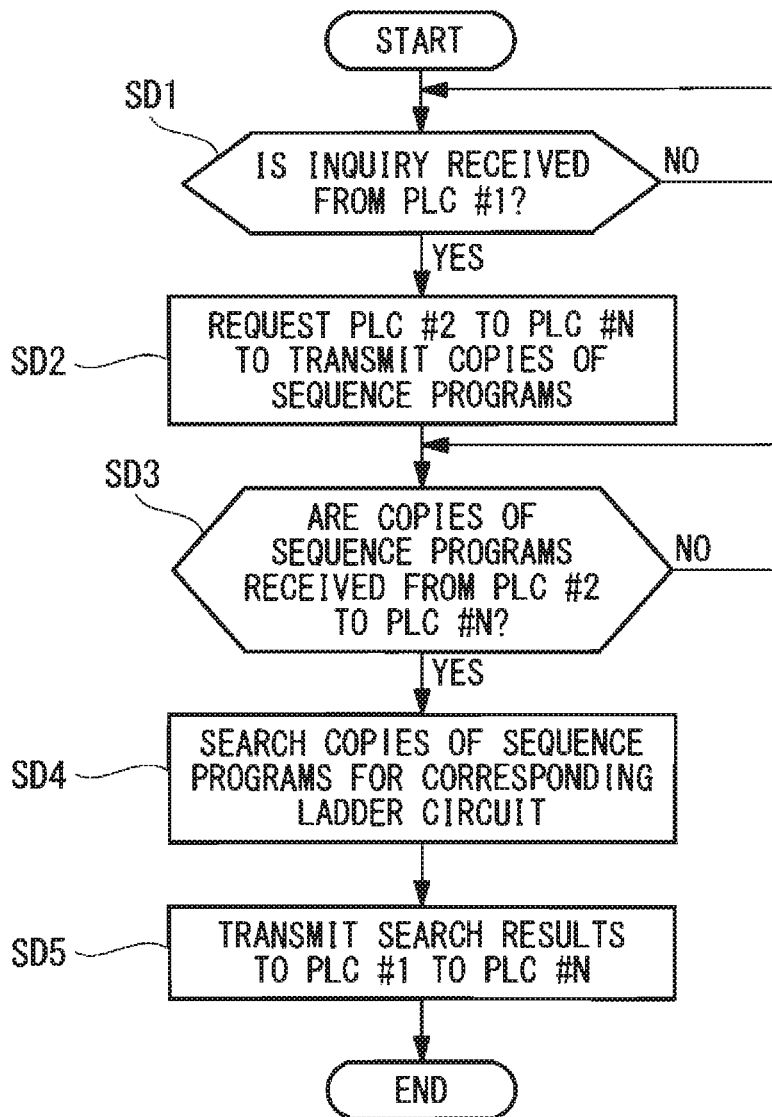 START
SD1
IS INQUIRY RECEIVED
FROM PLC #1?
NO
YES
SD2
REQUEST PLC #2 TO PLC #N
TO TRANSMIT COPIES OF
SEQUENCE PROGRAMS
SD3
ARE COPIES OF
SEQUENCE PROGRAMS
RECEIVED FROM PLC #2
TO PLC #N?
NO
YES
SD4
SEARCH COPIES OF SEQUENCE
PROGRAMS FOR CORRESPONDING
LADDER CIRCUIT
SD5
TRANSMIT SEARCH RESULTS
TO PLC #1 TO PLC #N
END